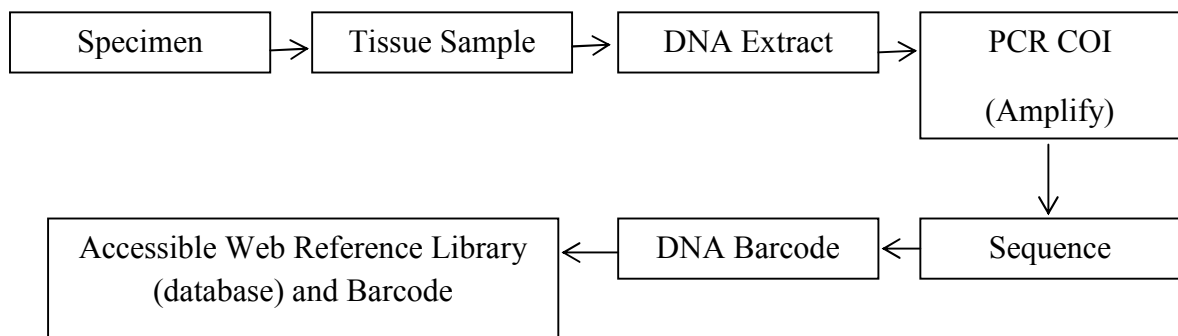 Specimen
Tissue Sample
DNA Extract
PCR COI
(Amplify)
Sequence
DNA Barcode
Accessible Web Reference Library
(database) and Barcode